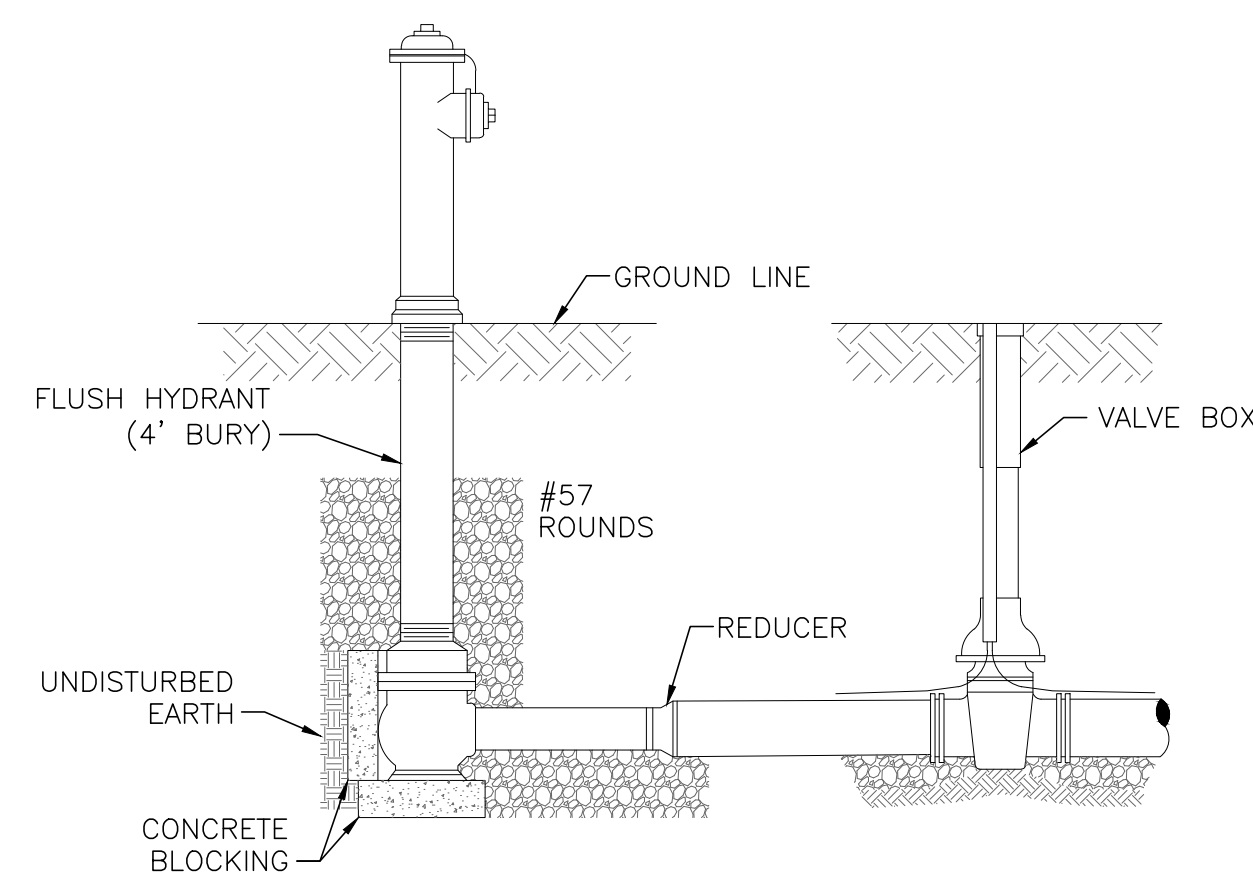 GROUND LINE
FLUSH HYDRANT
(4' BURY)
VALVE BOX
#57
ROUNDS
REDUCER
UNDISTURBED
EARTH
CONCRETE
BLOCKING